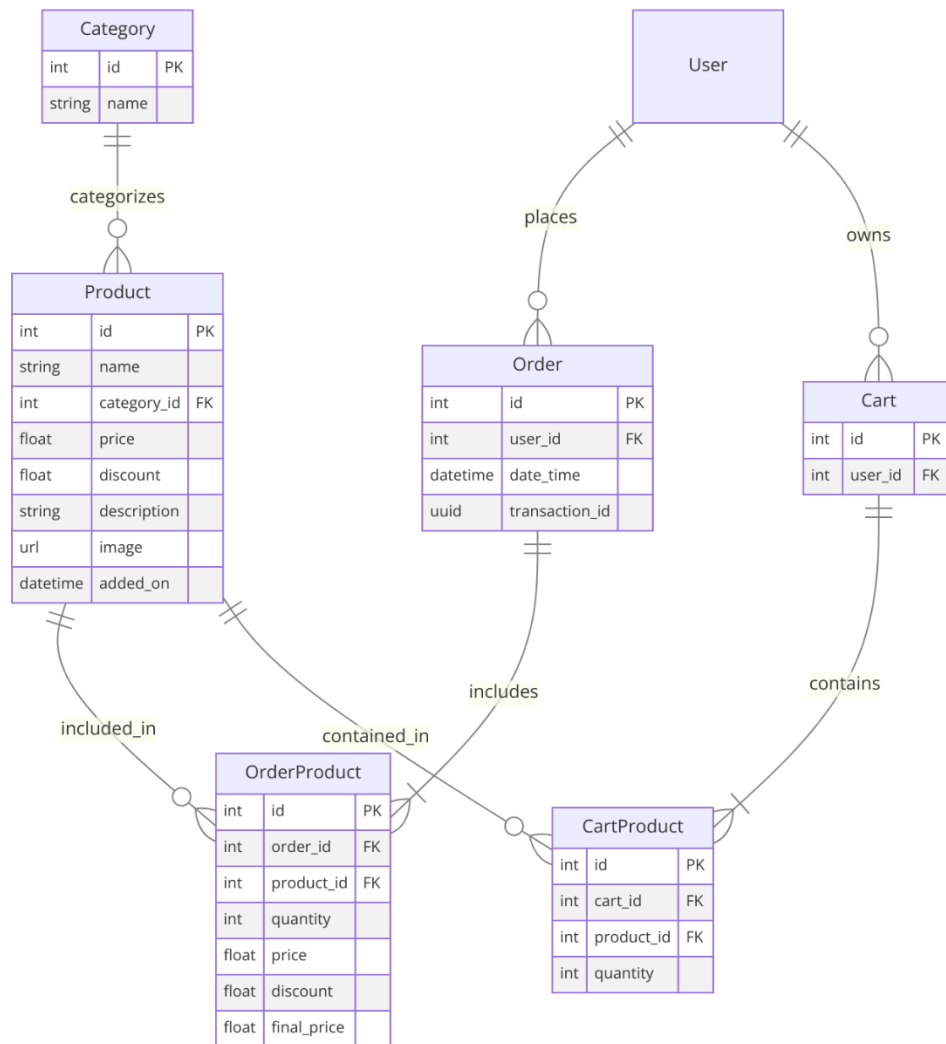 Category
int id PK
string name
User
categorizes
places
owns
Product
int id PK
string name
int category_id FK
float price
float discount
string description
url image
datetime added_on
Order
int id PK
int user_id FK
datetime date_time
uuid transaction_id
Cart
int id PK
int user_id FK
included_in
contained_in
includes
contains
OrderProduct
int id PK
int order_id FK
int product_id FK
int quantity
float price
float discount
float final_price
CartProduct
int id PK
int cart_id FK
int product_id FK
int quantity